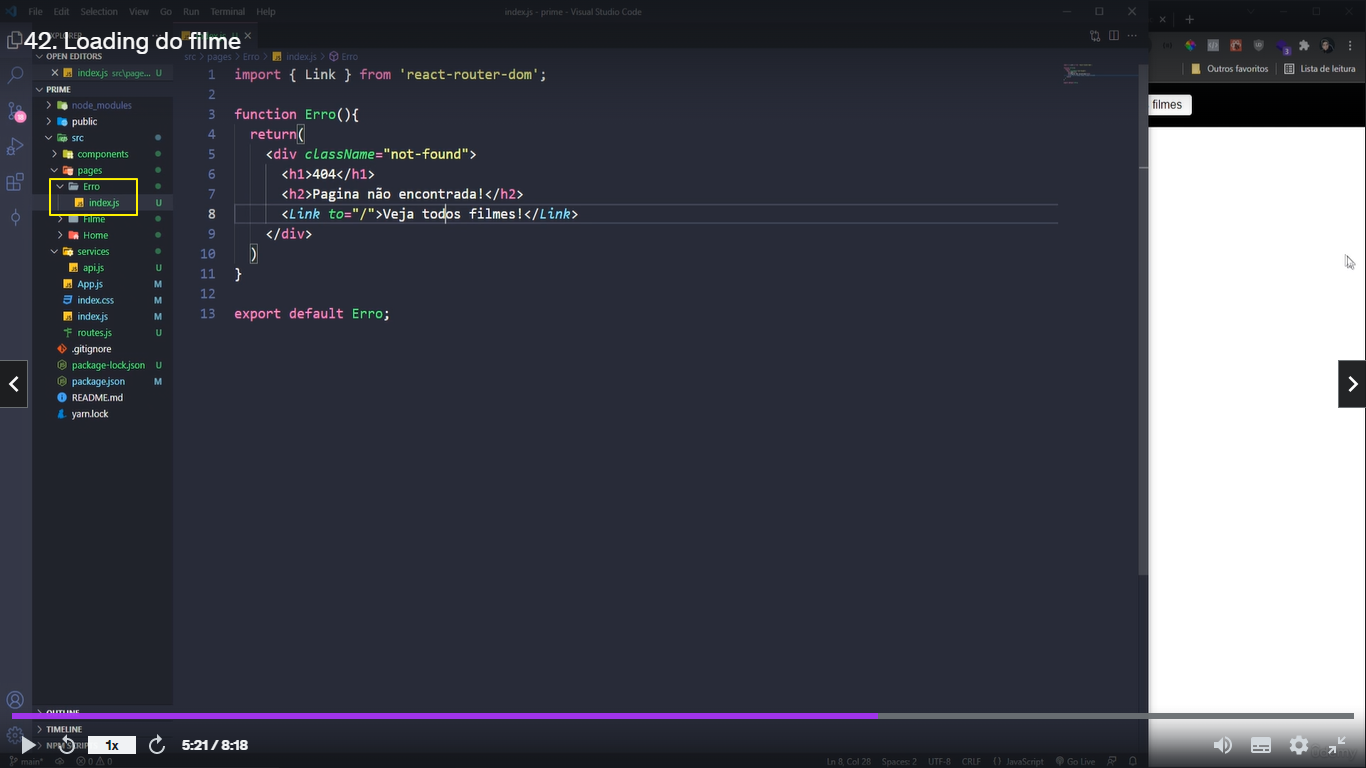 File Edit Selection View Go Run Terminal Help
index.js - prime - Visual Studio Code
42. Loading do filme
OPEN EDITORS
index.js src\page... U
PRIME
node_modules
public
src
components
pages
Erro
index.js U
Filme
Home
services
api.js U
App.js M
index.css M
index.js M
routes.js U
.gitignore
package-lock.json U
package.json M
README.md
yarn.lock
OUTLINE
TIMELINE
src > pages > Erro > index.js > Erro
1 import { Link } from 'react-router-dom';
2
3 function Erro(){
4 return(
5 <div className="not-found">
6 <h1>404</h1>
7 <h2>Pagina não encontrada!</h2>
8 <Link to="/">Veja todos filmes!</Link>
9 </div>
10 )
11 }
12
13 export default Erro;
3
Outros favoritos
Lista de leitura
filmes
1x
5:21 / 8:18
main*
0 0
Ln 8, Col 28 Spaces: 2 UTF-8 CRLF JavaScript Go Live